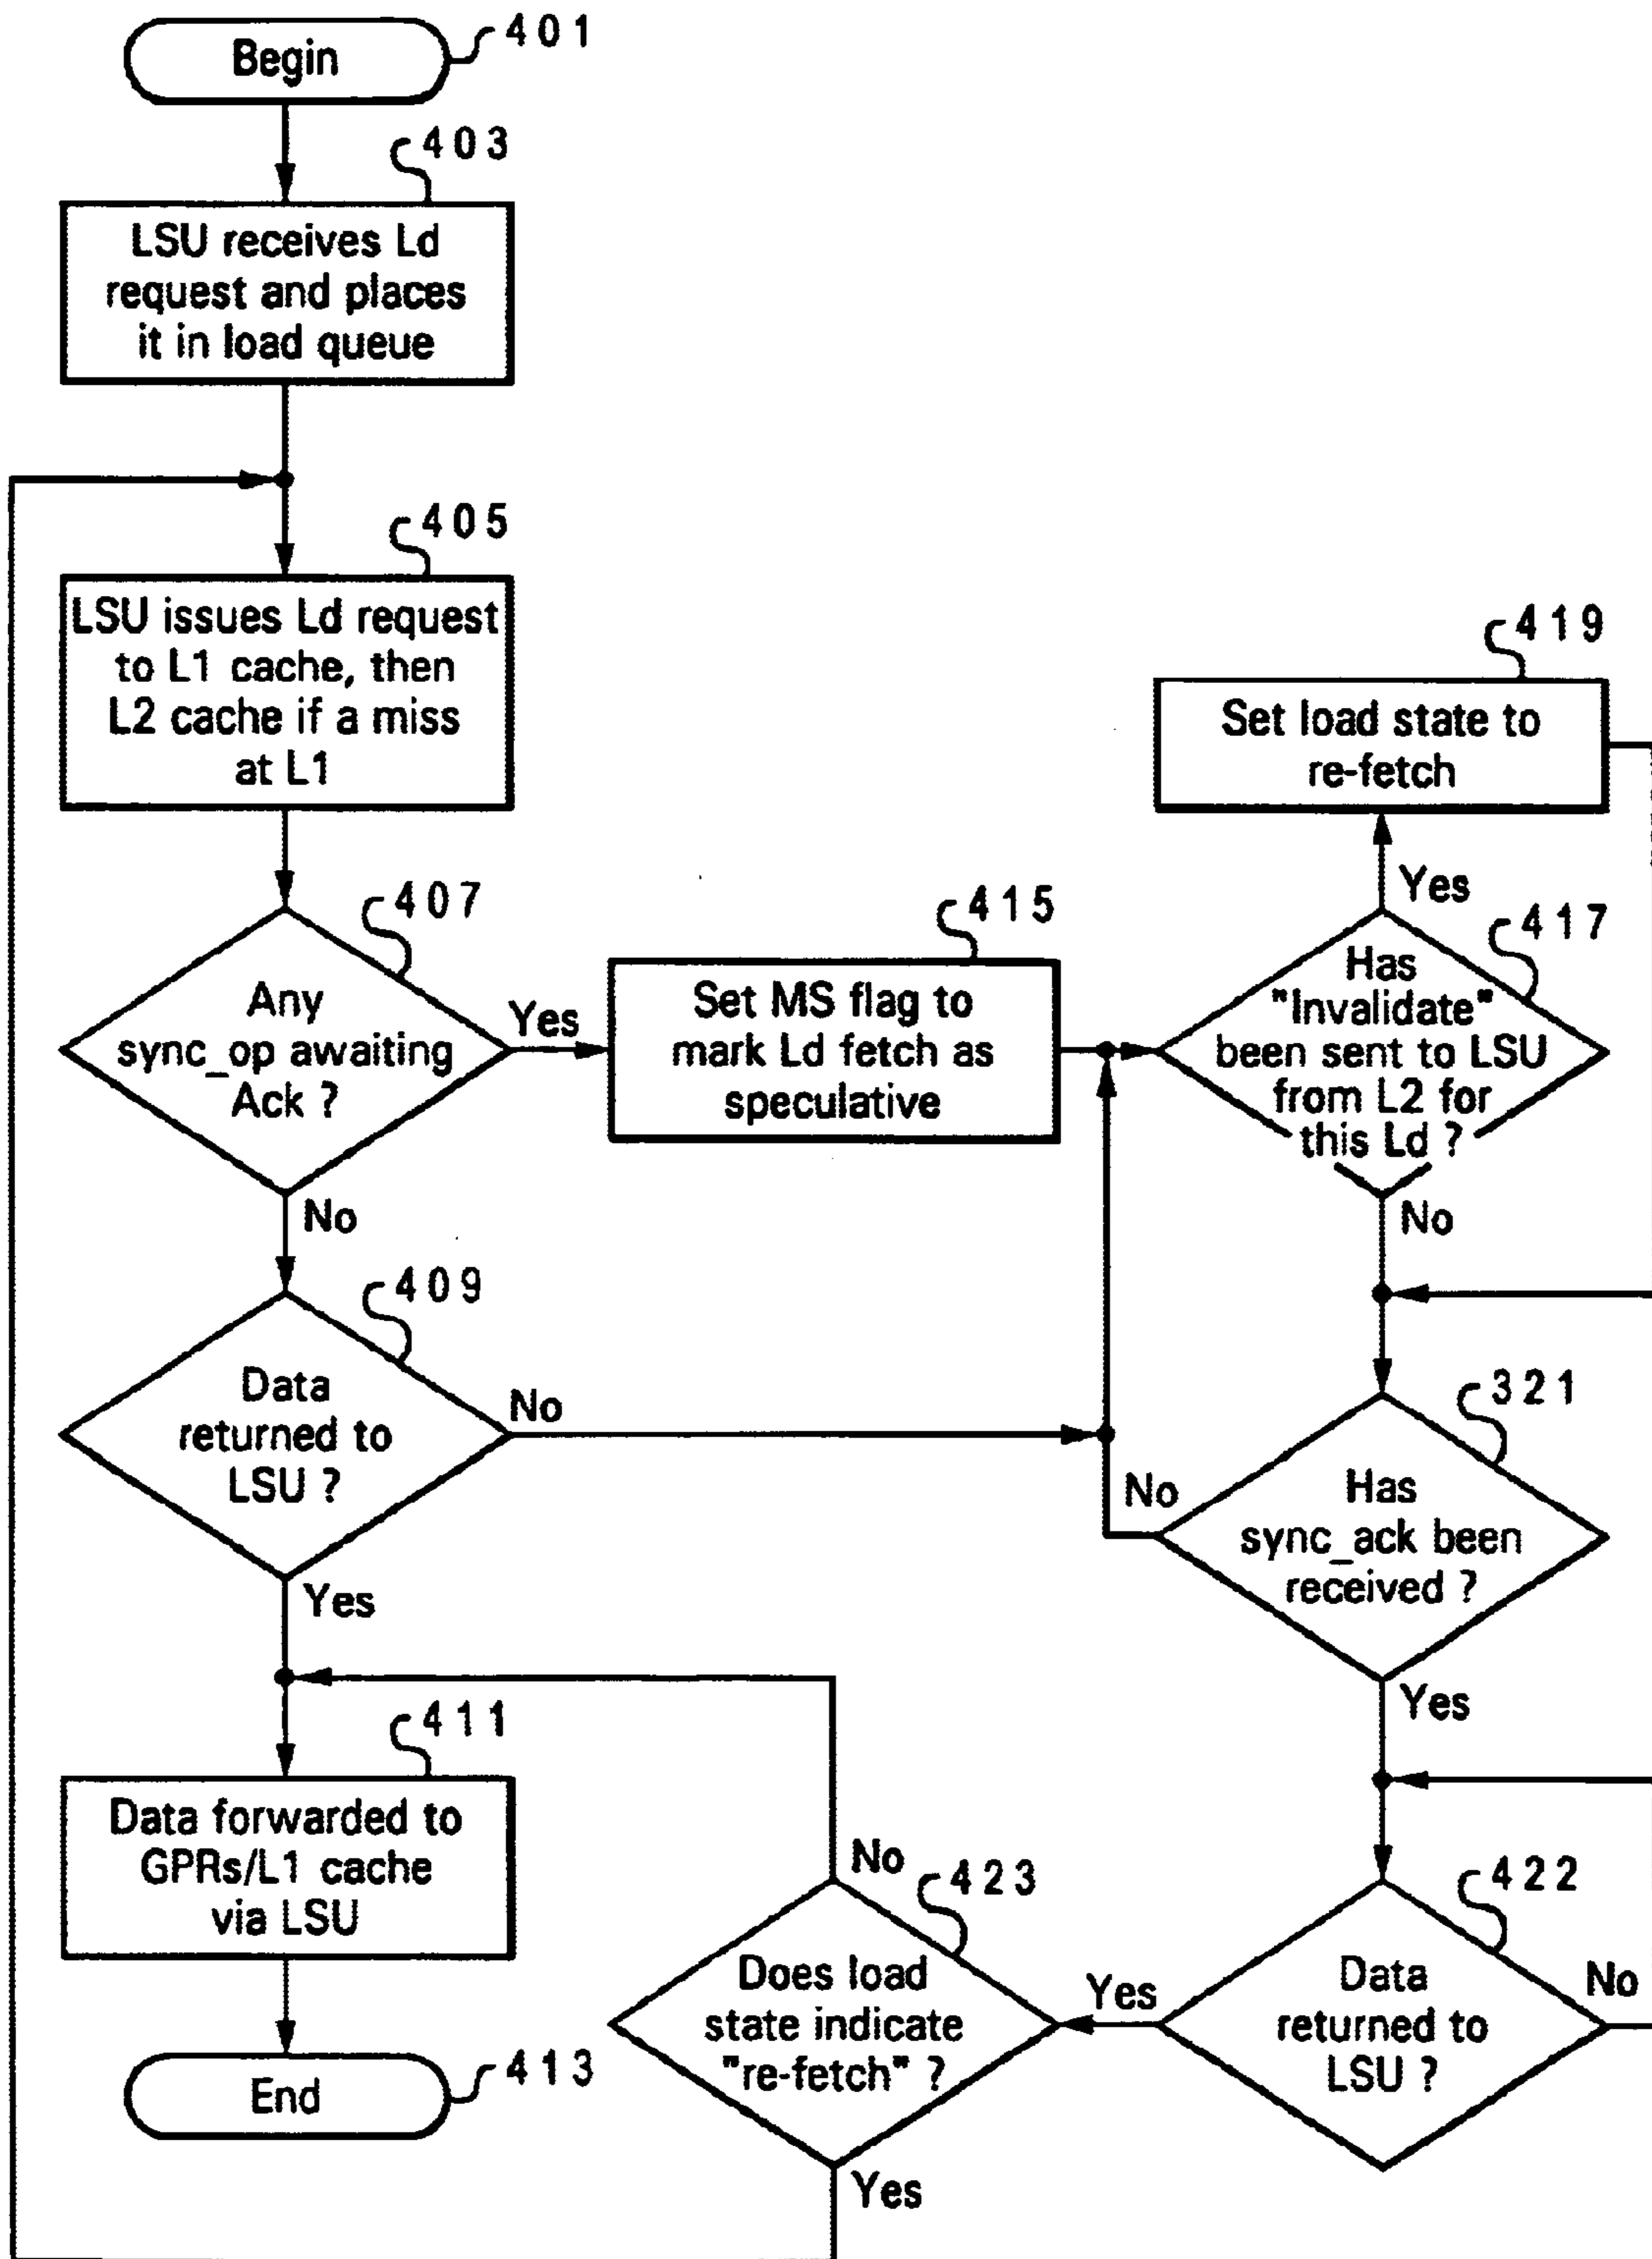 Begin
401
403
LSU receives Ld
request and places
it in load queue
405
LSU issues Ld request
to L1 cache, then
L2 cache if a miss
at L1
407
Any
sync_op awaiting
Ack ?
Yes
No
415
Set MS flag to
mark Ld fetch as
speculative
419
Set load state to
re-fetch
Yes
417
Has
"Invalidate"
been sent to LSU
from L2 for
this Ld ?
No
409
Data
returned to
LSU ?
No
Yes
321
Has
sync_ack been
received ?
No
Yes
411
Data forwarded to
GPRs/L1 cache
via LSU
413
End
422
Data
returned to
LSU ?
No
Yes
423
Does load
state indicate
"re-fetch" ?
No
Yes